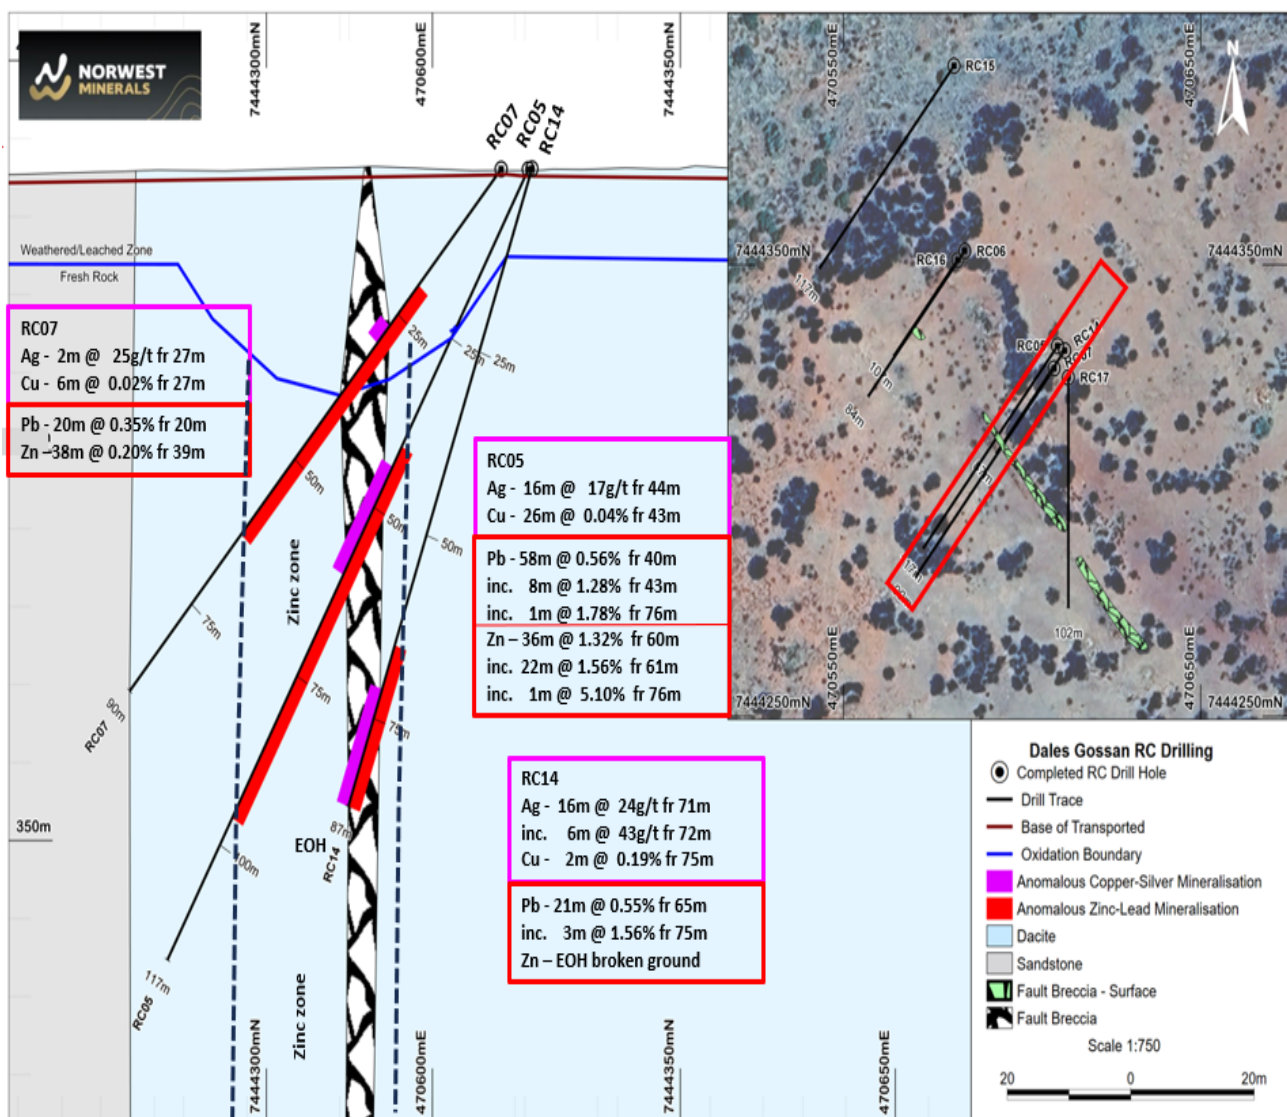 NORWEST
MINERALS
7444300mN
470600mE
7444350mN
RC07
RC05
RC14
Weathered/Leached Zone
Fresh Rock
RC07
Ag - 2m @ 25g/t fr 27m
Cu - 6m @ 0.02% fr 27m
Pb - 20m @ 0.35% fr 20m
Zn –38m @ 0.20% fr 39m
25m
25m
25m
50m
50m
50m
75m
75m
75m
90m
RC07
Zinc zone
RC05
Ag - 16m @ 17g/t fr 44m
Cu - 26m @ 0.04% fr 43m
Pb - 58m @ 0.56% fr 40m
inc. 8m @ 1.28% fr 43m
inc. 1m @ 1.78% fr 76m
Zn – 36m @ 1.32% fr 60m
inc. 22m @ 1.56% fr 61m
inc. 1m @ 5.10% fr 76m
RC14
Ag - 16m @ 24g/t fr 71m
inc. 6m @ 43g/t fr 72m
Cu - 2m @ 0.19% fr 75m
Pb - 21m @ 0.55% fr 65m
inc. 3m @ 1.56% fr 75m
Zn – EOH broken ground
350m
EOH
87m
RC14
100m
117m
RC05
Zinc zone
7444300mN
470600mE
7444350mN
470650mE
470550mE
470650mE
N
RC15
117m
7444350mN
7444350mN
RC16
RC06
84m
RC14
RC17
102m
470550mE
470650mE
7444250mN
7444250mN
Dales Gossan RC Drilling
Completed RC Drill Hole
Drill Trace
Base of Transported
Oxidation Boundary
Anomalous Copper-Silver Mineralisation
Anomalous Zinc-Lead Mineralisation
Dacite
Sandstone
Fault Breccia - Surface
Fault Breccia
Scale 1:750
20
0
20m